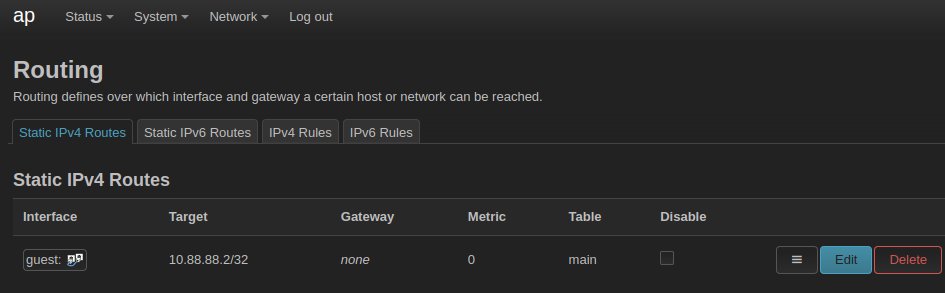 ap Status System Network Log out
Routing
Routing defines over which interface and gateway a certain host or network can be reached.
Static IPv4 Routes Static IPv6 Routes IPv4 Rules IPv6 Rules
Static IPv4 Routes
Interface Target Gateway Metric Table Disable
guest: 10.88.88.2/32 none 0 main ≡ Edit Delete